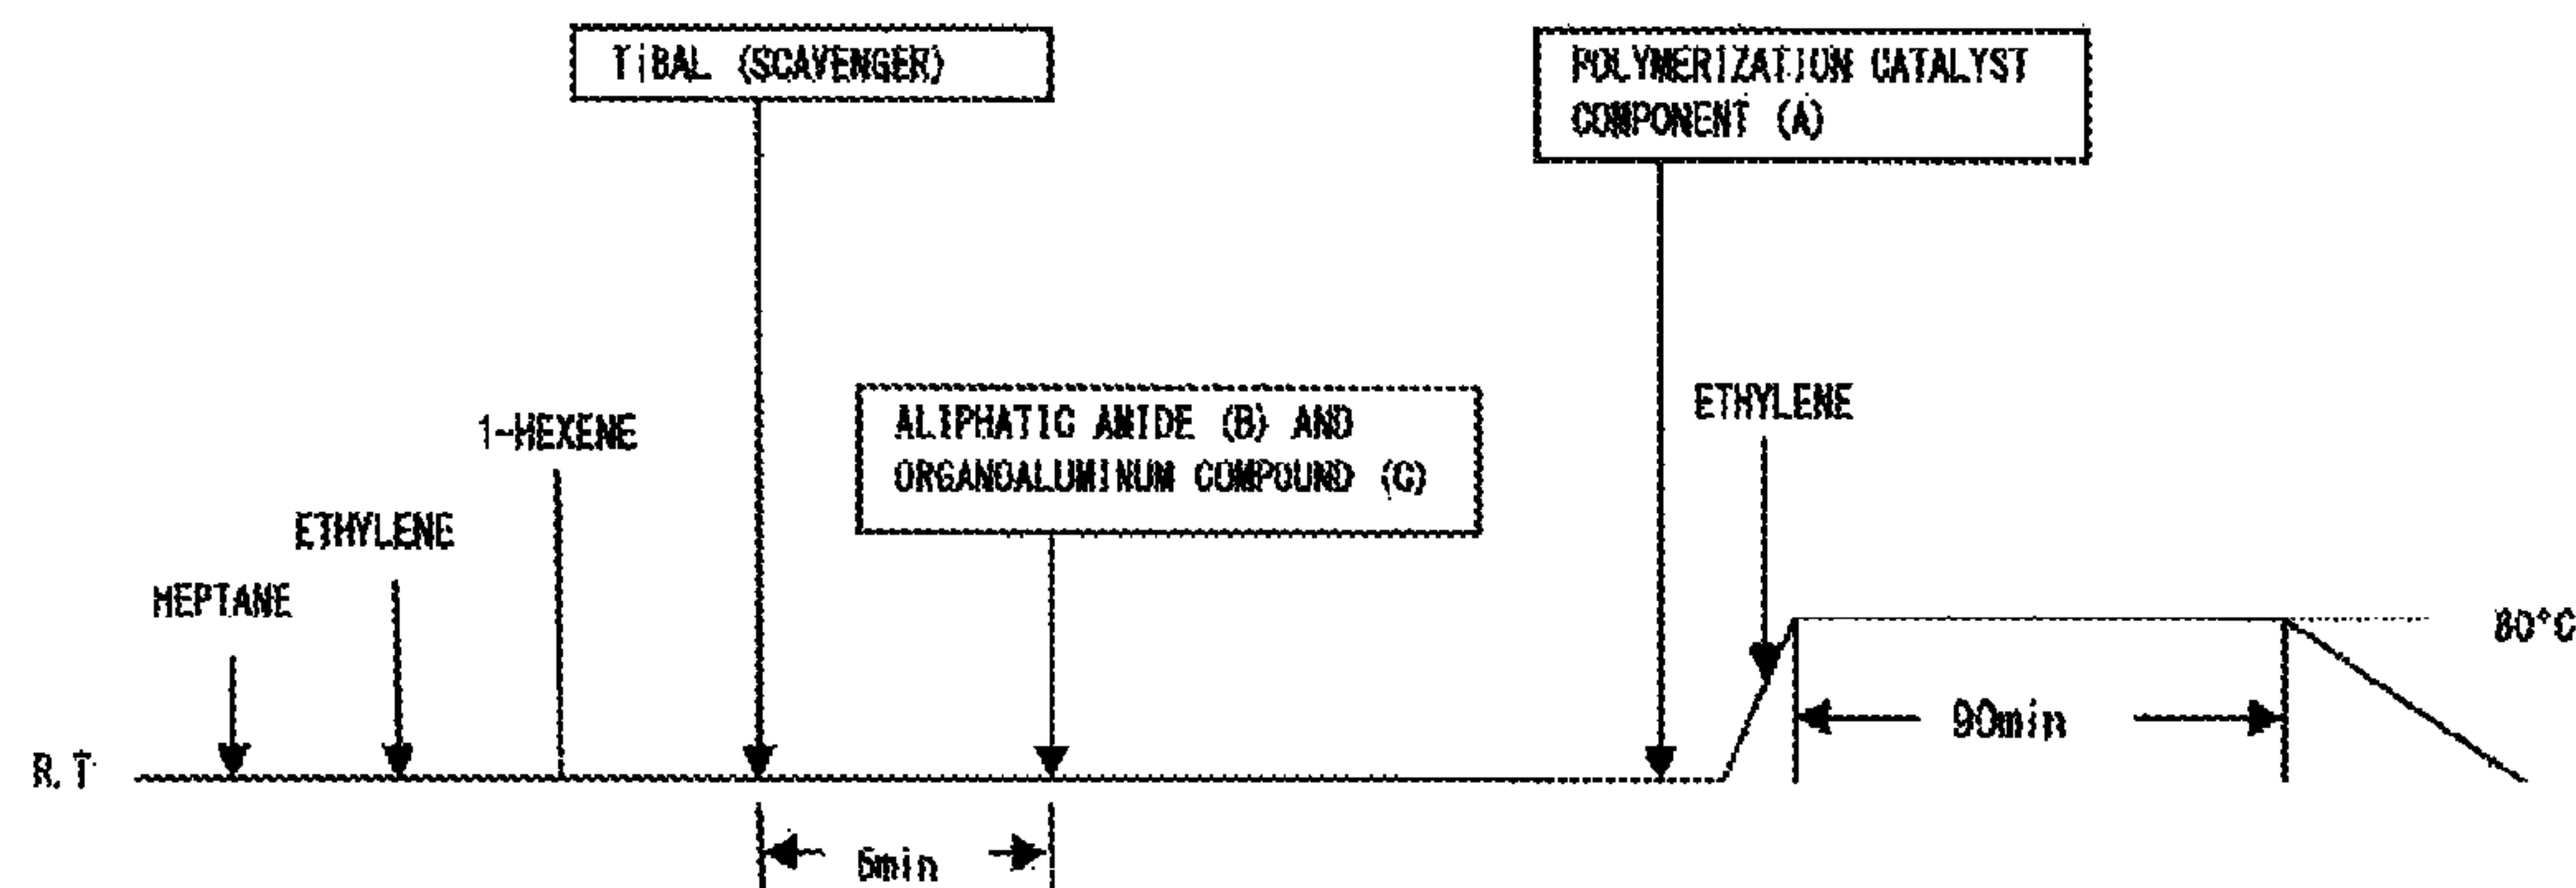 TiBAL (SCAVENGER)
POLYMERIZATION CATALYST
COMPONENT (A)
ETHYLENE
1-HEXENE
ALIPHATIC AMIDE (B) AND
ORGANOALUMINUM COMPOUND (C)
ETHYLENE
HEPTANE
80°C
90min
R.T
5min